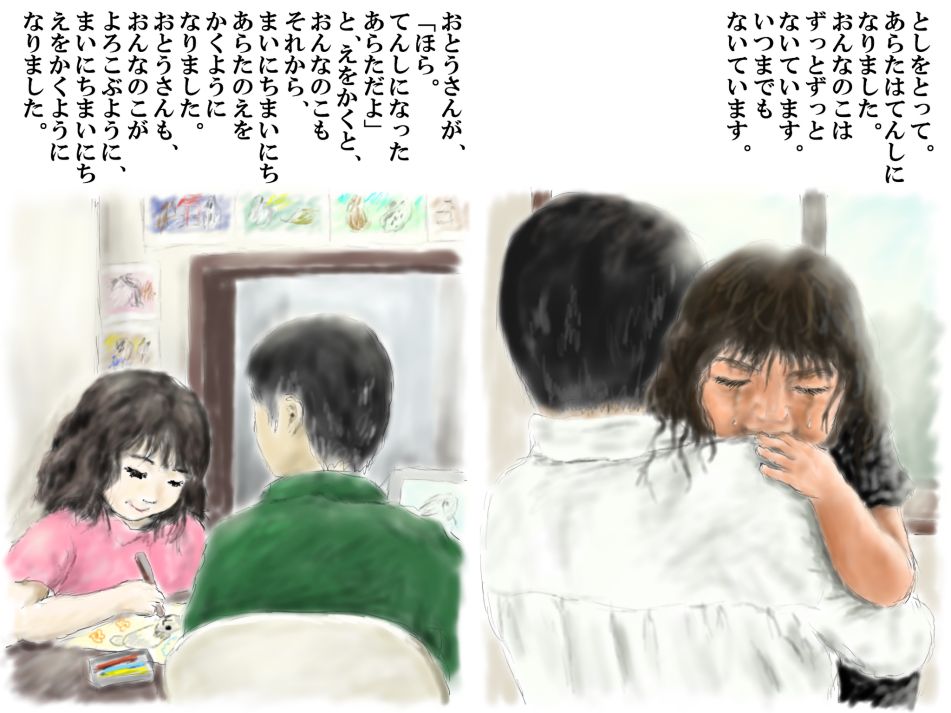 としをとって。
あらたはてんしに
なりました。
おんなのこは
ずっとずっと
ないています。
いつまでも
ないています。
おとうさんが、
「ほら。
てんしになった
あらただよ」
と、えをかくと、
おんなのこも
それから、
まいにちまいにち
あらたのえを
かくように
なりました。
おとうさんも、
おんなのこが
よろこぶように、
まいにちまいにち
えをかくように
なりました。